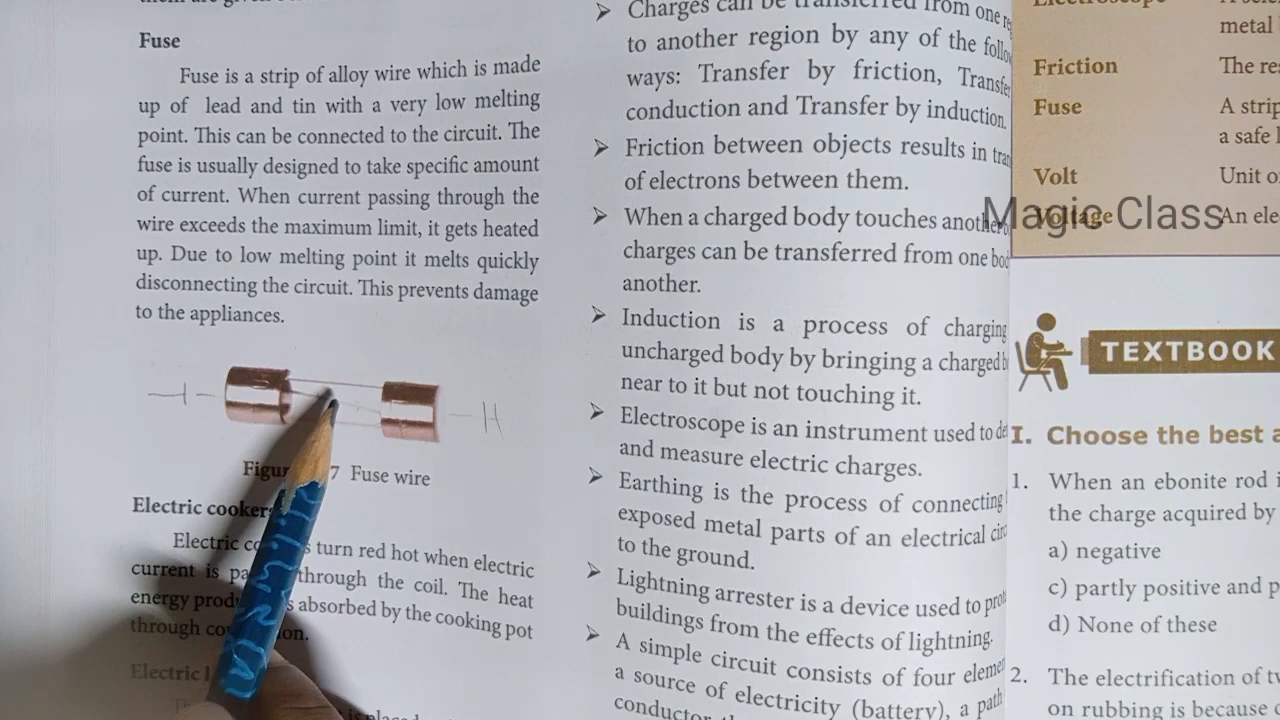 Fuse
Fuse is a strip of alloy wire which is made
up of lead and tin with a very low melting
point. This can be connected to the circuit. The
fuse is usually designed to take specific amount
of current. When current passing through the
wire exceeds the maximum limit, it gets heated
up. Due to low melting point it melts quickly
disconnecting the circuit. This prevents damage
to the appliances.
7 Fuse wire
Electric
Electric turn red hot when electric
current is through the coil. The heat
energy absorbed by the cooking pot
through
Electric
Charges can be transferred from one
to another region by any of the
ways: Transfer by friction,
conduction and Transfer by induction.
Friction between objects results in
of electrons between them.
When a charged body touches
charges can be transferred from one
another.
Induction is a process of charging
uncharged body by bringing a charged
near to it but not touching it.
Electroscope is an instrument used to
and measure electric charges.
Earthing is the process of connecting
exposed metal parts of an electrical
to the ground.
Lightning arrester is a device used to
buildings from the effects of lightning.
A simple circuit consists of four
a source of electricity (battery), a path
Electroscope
metal
Friction The
Fuse A
a safe
Volt Unit
Voltage An
Magic Class
TEXTBOOK
I. Choose the best
1. When an ebonite rod
the charge acquired by
a) negative
c) partly positive and
d) None of these
2. The electrification of
on rubbing is because